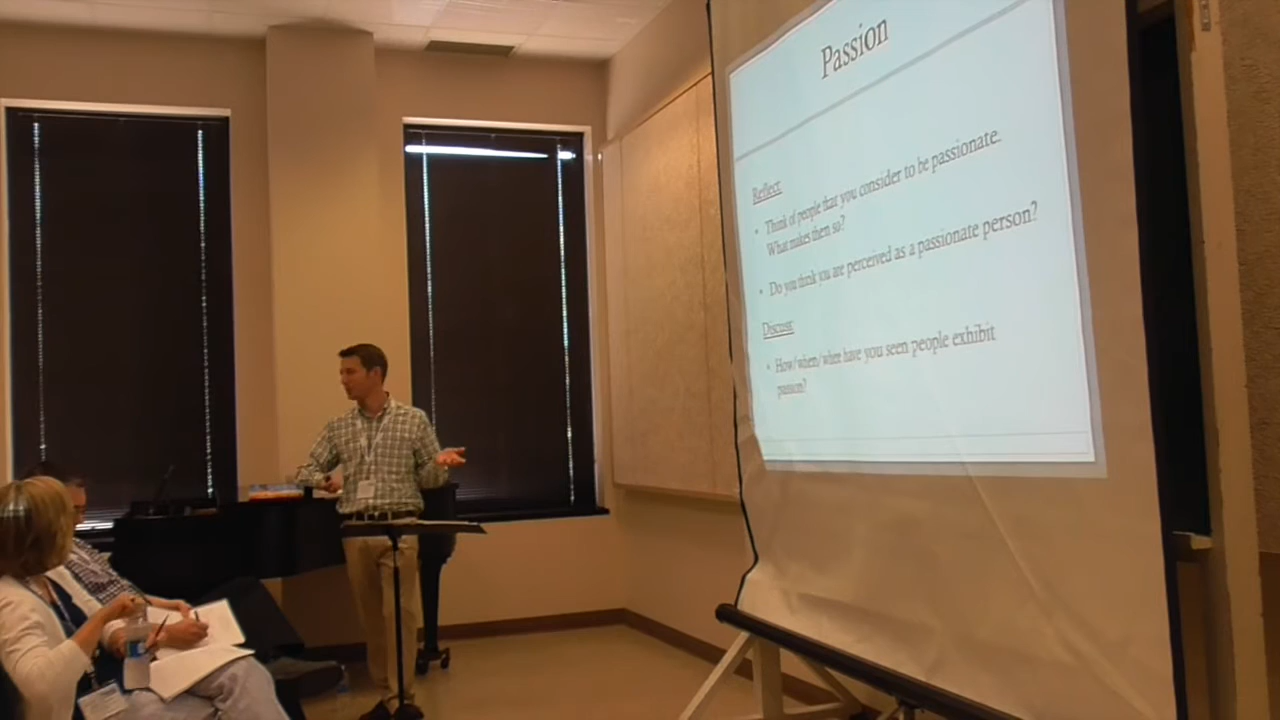 Passion
Reflect:
• Think of people that you consider to be passionate.
What makes them so?
• Do you think you are perceived as a passionate person?
Discuss:
• How/when/where have you seen people exhibit
passion?